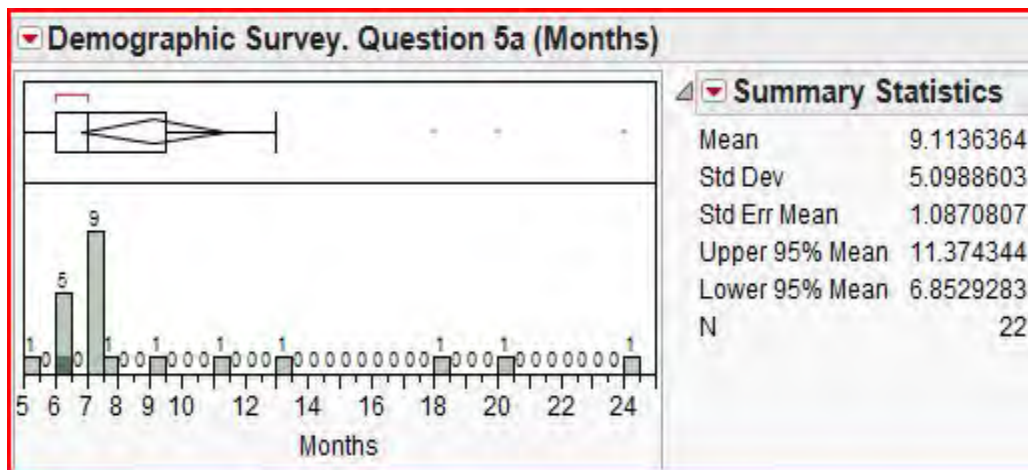 Demographic Survey. Question 5a (Months)
9
5
1 0 0 1 0 0 1 0 0 0 1 0 0 0 1 0 0 0 0 0 0 0 0 0 1 0 0 0 1 0 0 0 0 0 0 0 1
5 6 7 8 9 10 12 14 16 18 20 22 24
Months
Summary Statistics
Mean 9.1136364
Std Dev 5.0988603
Std Err Mean 1.0870807
Upper 95% Mean 11.374344
Lower 95% Mean 6.8529283
N 22